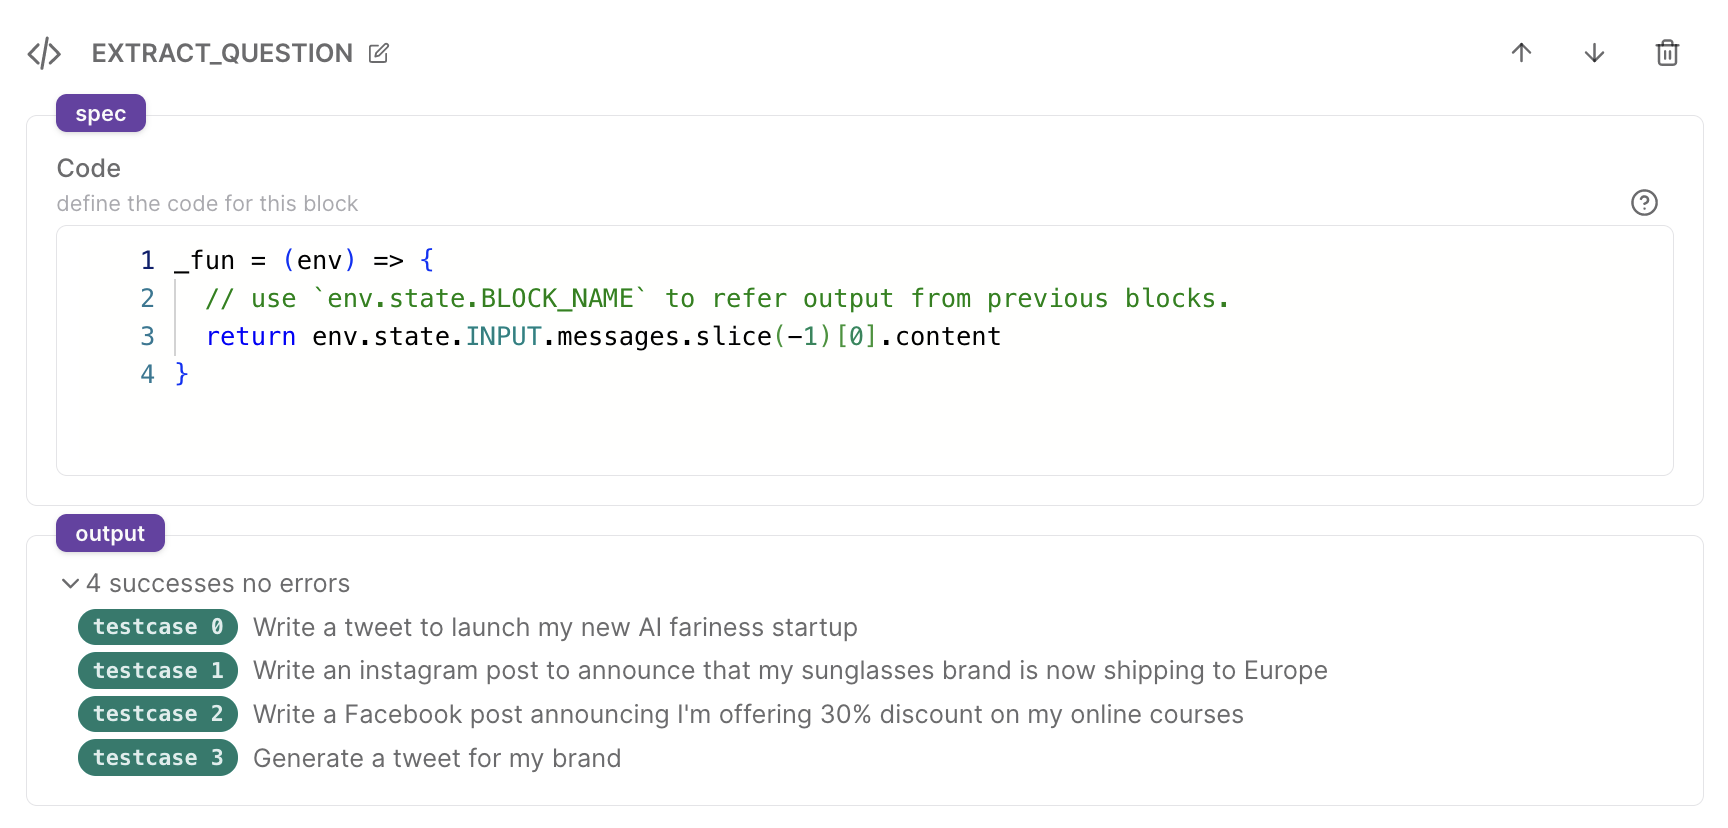 EXTRACT_QUESTION
spec
Code
define the code for this block
1 _fun = (env) => {
2 // use `env.state.BLOCK_NAME` to refer output from previous blocks.
3 return env.state.INPUT.messages.slice(-1)[0].content
4 }
output
4 successes no errors
testcase 0 Write a tweet to launch my new AI fariness startup
testcase 1 Write an instagram post to announce that my sunglasses brand is now shipping to Europe
testcase 2 Write a Facebook post announcing I'm offering 30% discount on my online courses
testcase 3 Generate a tweet for my brand